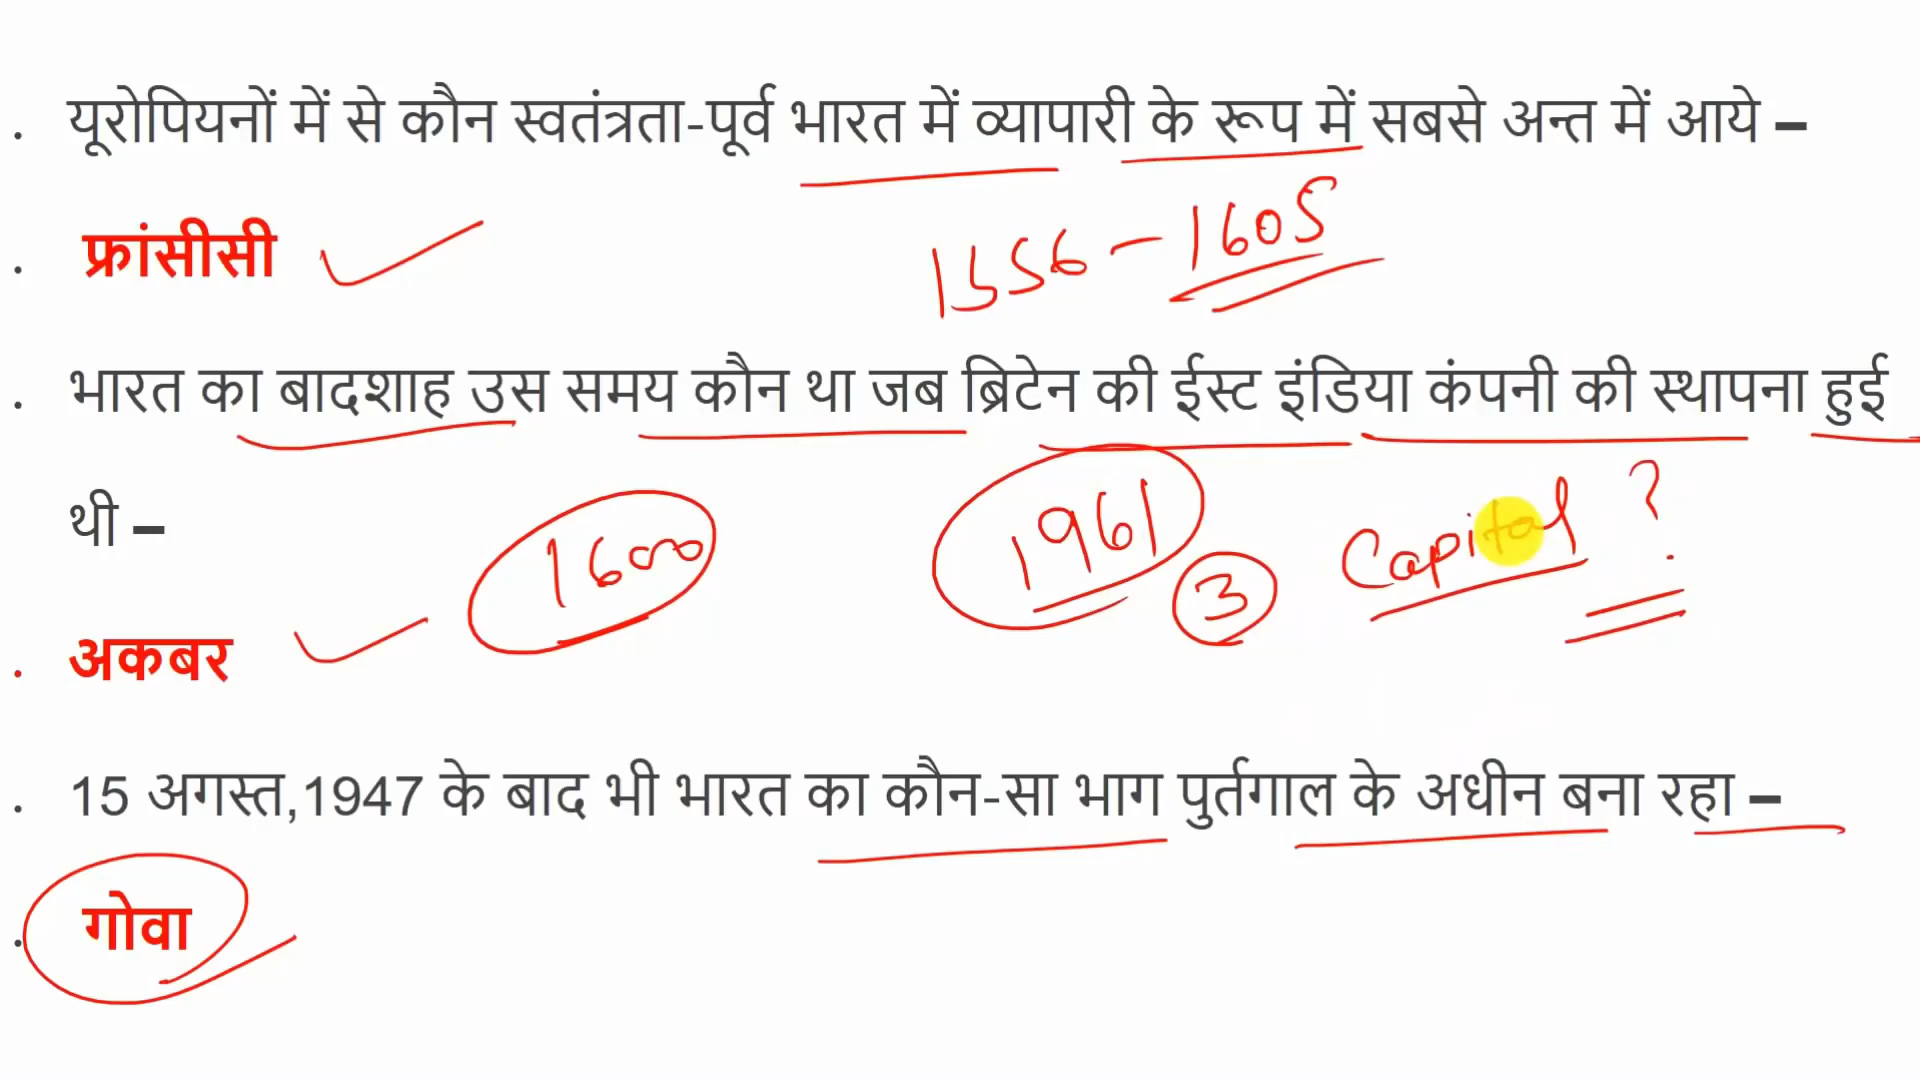 . यूरोपियनों में से कौन स्वतंत्रता-पूर्व भारत में व्यापारी के रूप में सबसे अन्त में आये –
. फ्रांसीसी
1556 – 1605
. भारत का बादशाह उस समय कौन था जब ब्रिटेन की ईस्ट इंडिया कंपनी की स्थापना हुई
थी –
1600 1961 3 Capital ?
. अकबर
. 15 अगस्त,1947 के बाद भी भारत का कौन-सा भाग पुर्तगाल के अधीन बना रहा –
. गोवा